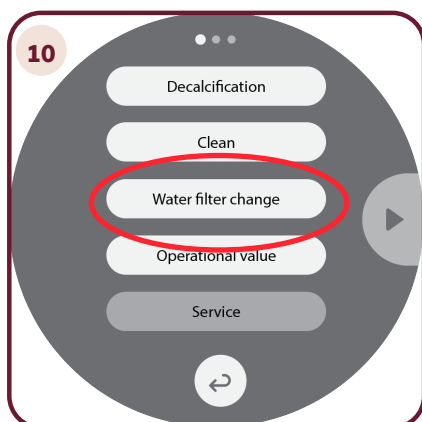 10
Decalcification
Clean
Water filter change
Operational value
Service